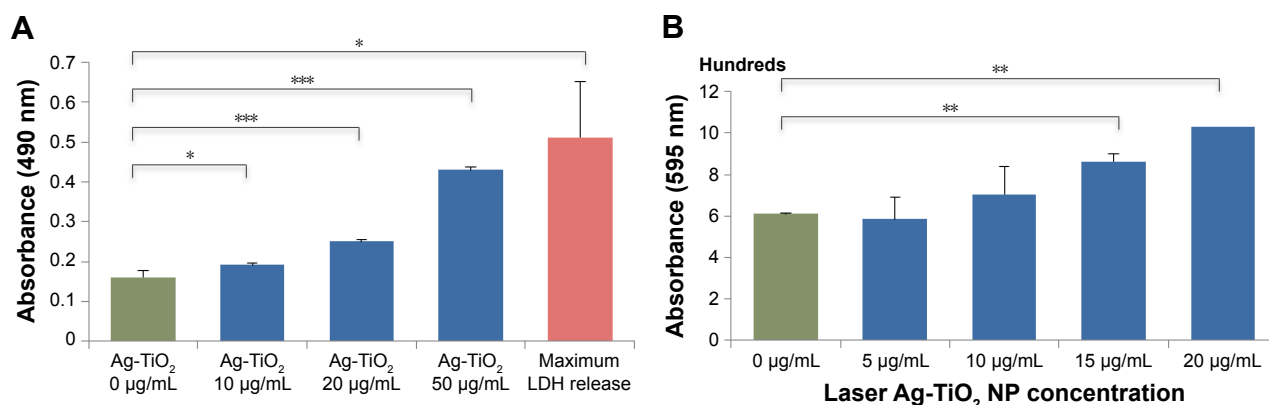 A
Absorbance (490 nm)
0.7
0.6
0.5
0.4
0.3
0.2
0.1
0
*
***
***
*
Ag-TiO₂
0 µg/mL
Ag-TiO₂
10 µg/mL
Ag-TiO₂
20 µg/mL
Ag-TiO₂
50 µg/mL
Maximum
LDH release
B
Hundreds
Absorbance (595 nm)
12
10
8
6
4
2
0
**
**
0 µg/mL
5 µg/mL
10 µg/mL
15 µg/mL
20 µg/mL
Laser Ag-TiO₂ NP concentration